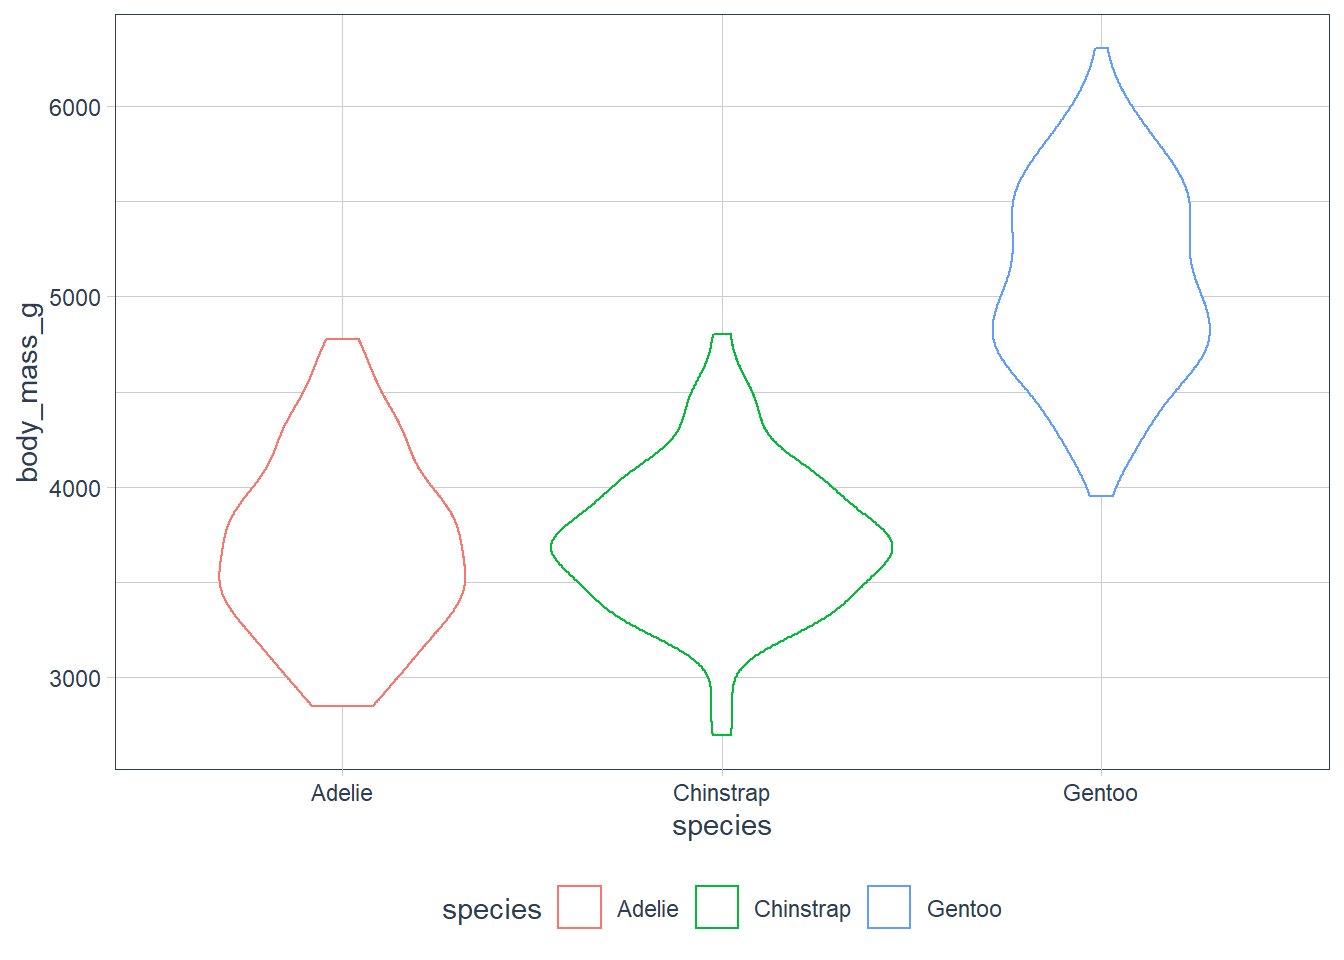 body_mass_g
6000
5000
4000
3000
Adelie Chinstrap Gentoo
species
species Adelie Chinstrap Gentoo